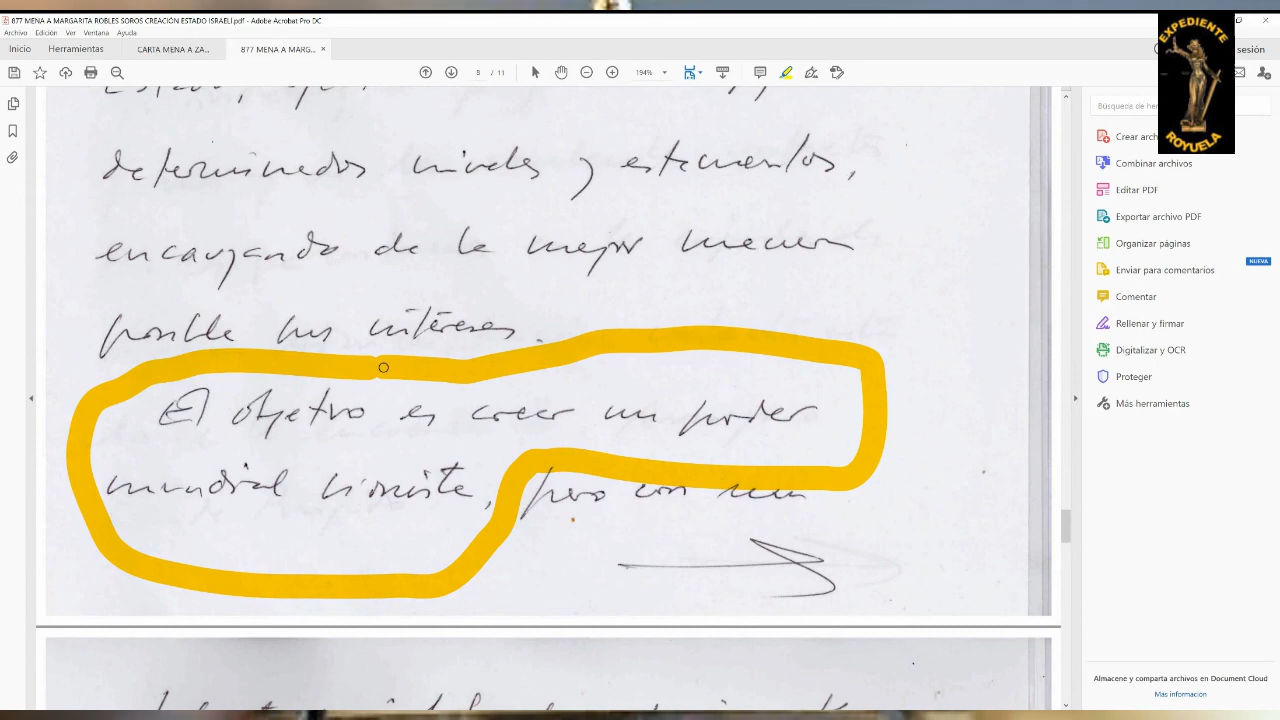 877 MENA A MARGARITA ROBLES SOROS CREACIÓN ESTADO ISRAELÍ.pdf - Adobe Acrobat Pro DC
Archivo Edición Ver Ventana Ayuda
Inicio Herramientas CARTA MENA A ZA... 877 MENA A MARG... × sesión
8 / 11 194%
EXPEDIENTE
ROYUELA
Búsqueda de her
Crear arch
Combinar archivos
Editar PDF
Exportar archivo PDF
Organizar páginas
Enviar para comentarios
NUEVA
Comentar
Rellenar y firmar
Digitalizar y OCR
Proteger
Más herramientas
determinados niveles y estamentos,
encauzando de la mejor manera
posible sus intereses.
El objetivo es crear un poder
mundial sionista, pero con una
Almacene y comparta archivos en Document Cloud
Más información